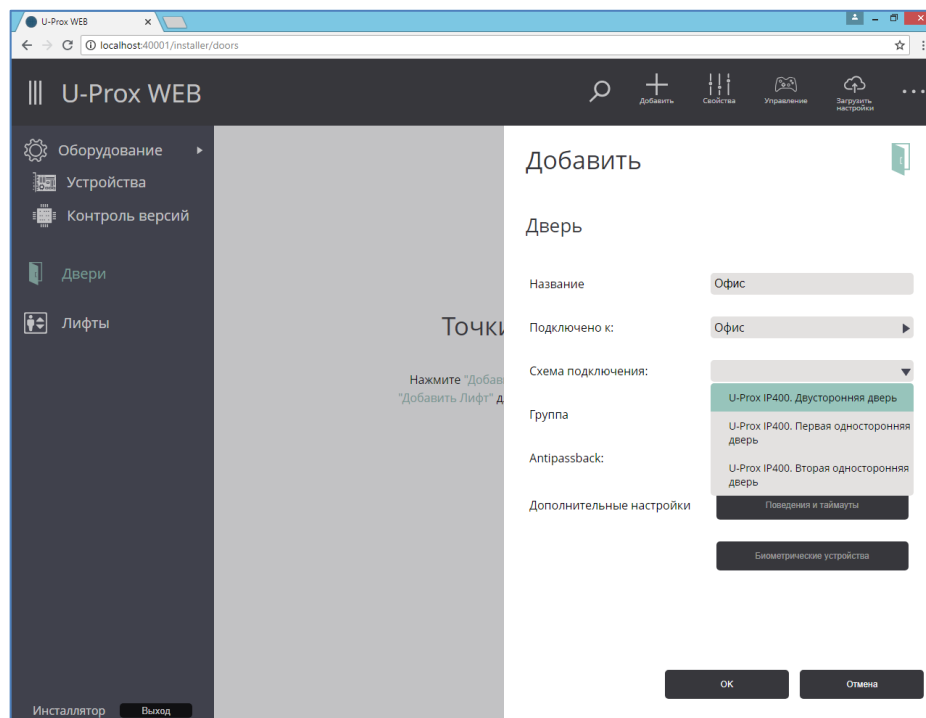 U-Prox WEB
localhost:40001/installer/doors
U-Prox WEB
Добавить
Свойства
Управление
Загрузить
настройки
Оборудование
Устройства
Контроль версий
Двери
Лифты
Точки
Нажмите "Добав
"Добавить Лифт" д
Добавить
Дверь
Название
Офис
Подключено к:
Офис
Схема подключения:
U-Prox IP400. Двусторонняя дверь
U-Prox IP400. Первая односторонняя
дверь
U-Prox IP400. Вторая односторонняя
дверь
Группа
Antipassback:
Дополнительные настройки
Поведения и таймауты
Биометрические устройства
OK
Отмена
Инсталлятор
Выход